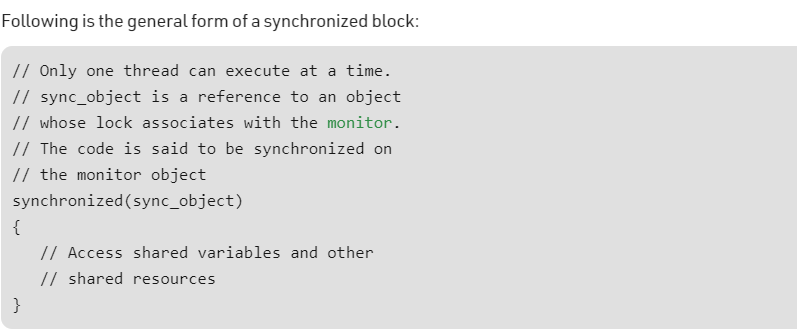 Following is the general form of a synchronized block:
// Only one thread can execute at a time.
// sync_object is a reference to an object
// whose lock associates with the monitor.
// The code is said to be synchronized on
// the monitor object
synchronized(sync_object)
{
   // Access shared variables and other
   // shared resources
}